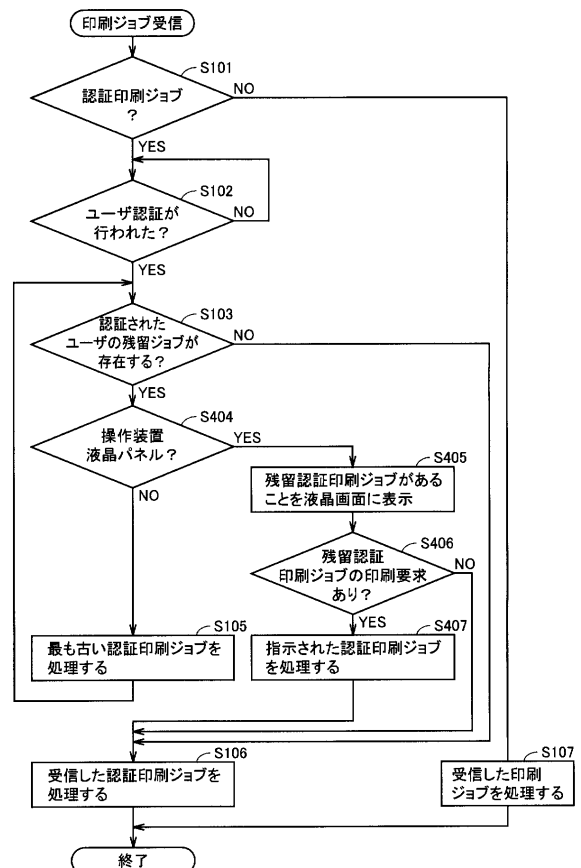 印刷ジョブ受信
S101
認証印刷ジョブ
?
NO
YES
S102
ユーザ認証が
行われた?
NO
YES
S103
認証された
ユーザの残留ジョブが
存在する?
NO
YES
S404
操作装置
液晶パネル?
YES
NO
S405
残留認証印刷ジョブがある
ことを液晶画面に表示
S406
残留認証
印刷ジョブの印刷要求
あり?
NO
YES
S105
最も古い認証印刷ジョブを
処理する
S407
指示された認証印刷ジョブ
を処理する
S106
受信した認証印刷ジョブを
処理する
S107
受信した印刷
ジョブを処理する
終了